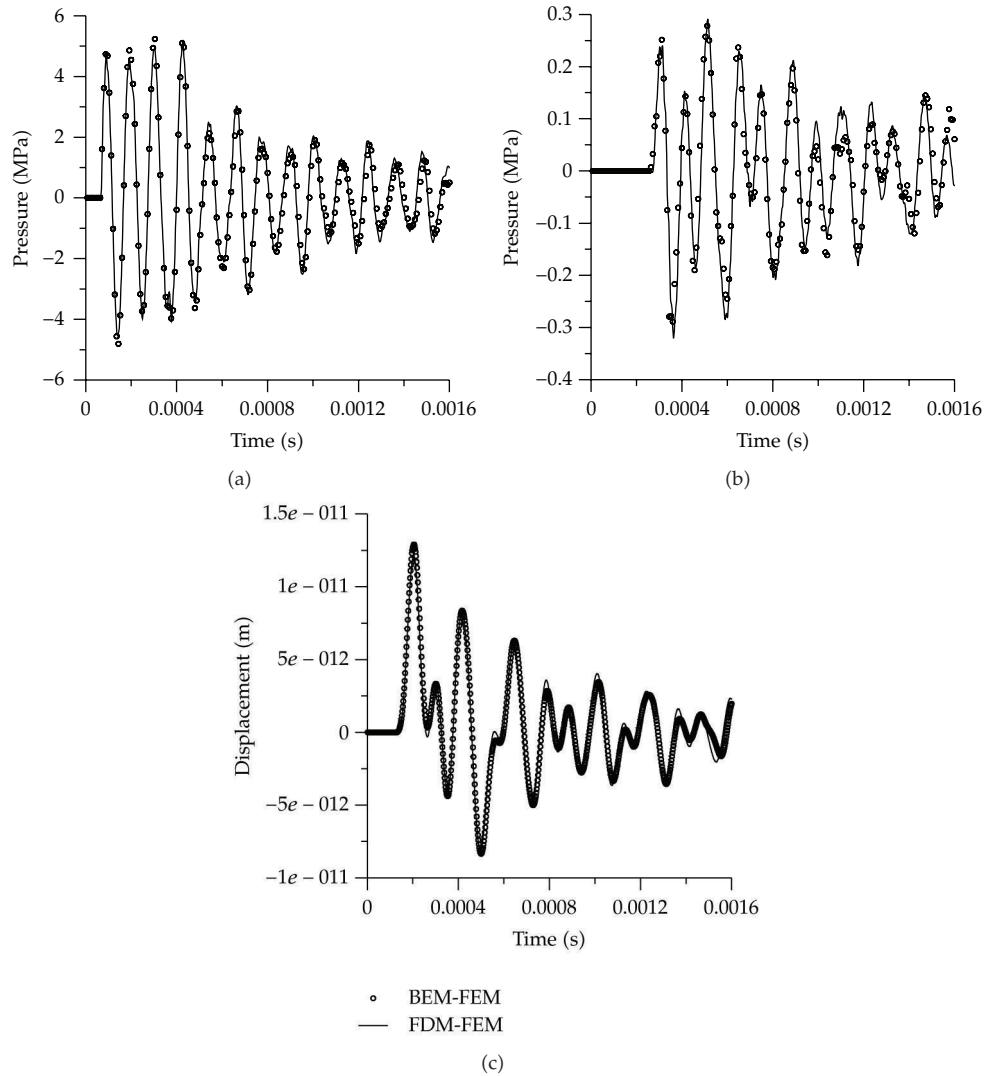 6
4
2
0
−2
−4
−6
Pressure (MPa)
0 0.0004 0.0008 0.0012 0.0016
Time (s)
(a)
0.3
0.2
0.1
0
−0.1
−0.2
−0.3
−0.4
Pressure (MPa)
0 0.0004 0.0008 0.0012 0.0016
Time (s)
(b)
1.5e − 011
1e − 011
5e − 012
0
−5e − 012
−1e − 011
Displacement (m)
0 0.0004 0.0008 0.0012 0.0016
Time (s)
BEM-FEM
FDM-FEM
(c)